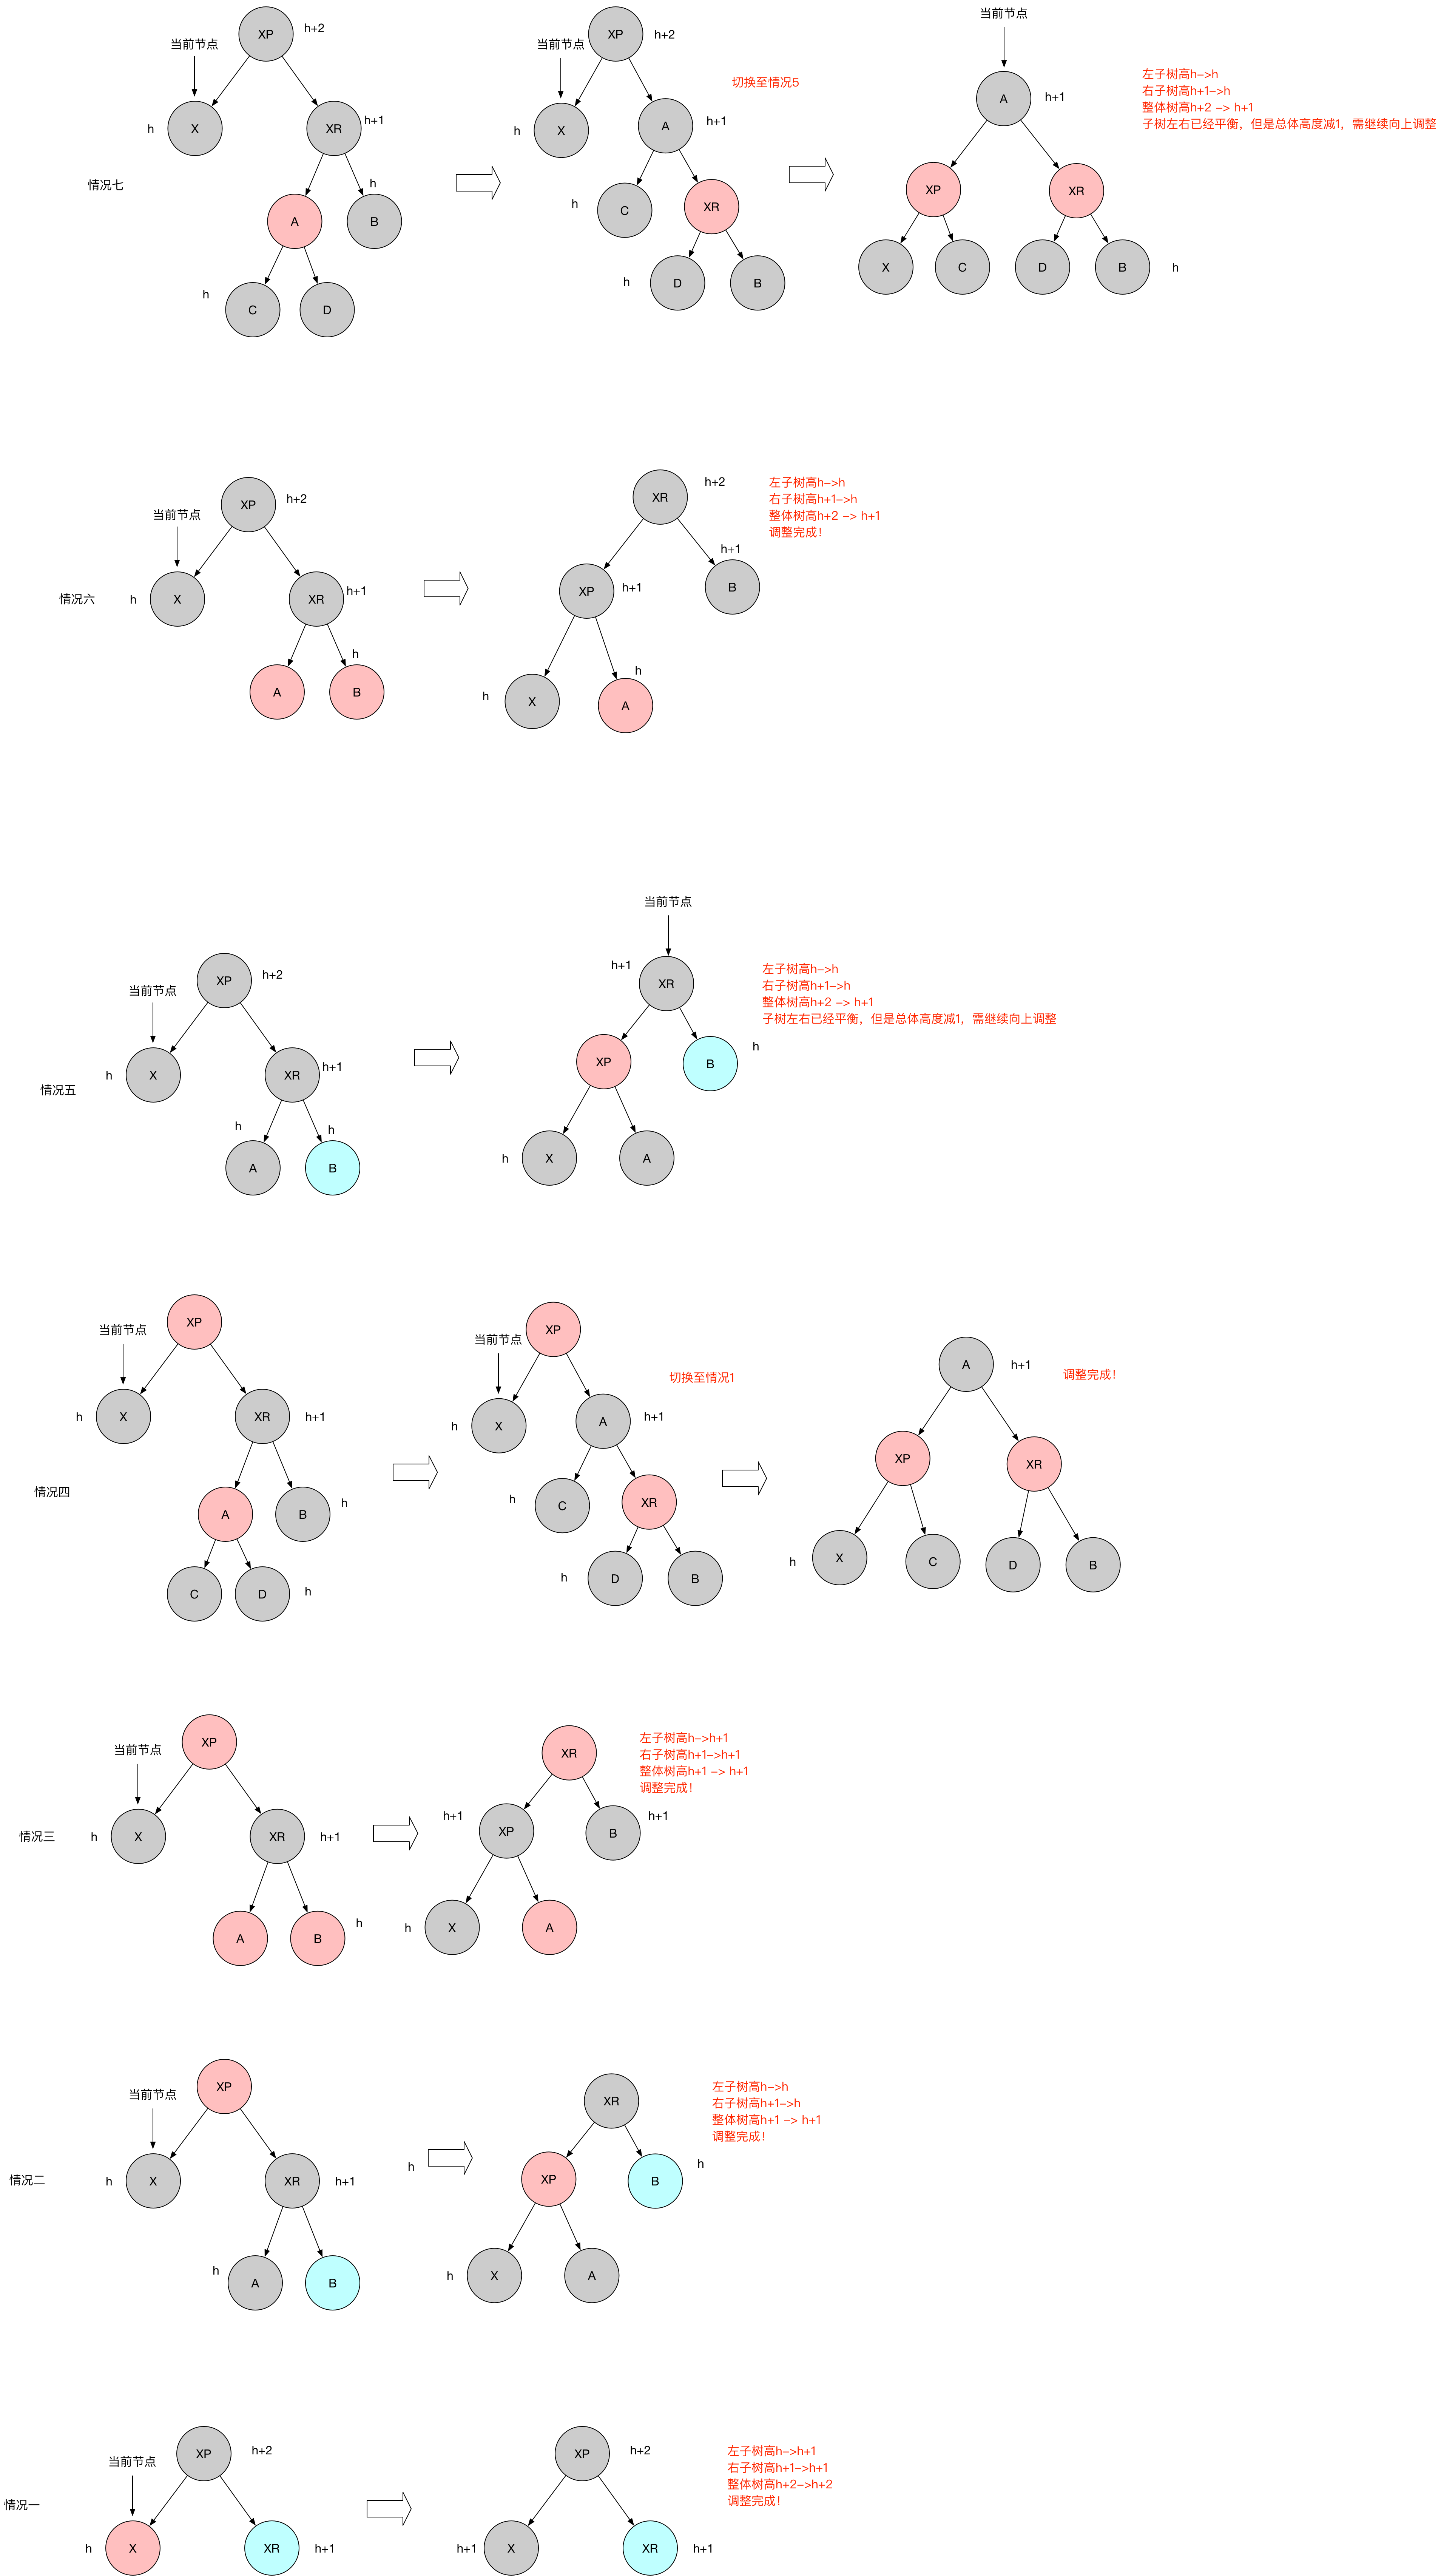 当前节点
XP
h+2
当前节点
X
h
XR
h+1
h
A
B
h
C
D
情况七
当前节点
XP
h+2
切换至情况5
X
h
A
h+1
h
C
XR
h
D
B
当前节点
A
h+1
左子树高h->h
右子树高h+1->h
整体树高h+2 -> h+1
子树左右已经平衡，但是总体高度减1，需继续向上调整
XP
XR
X
C
D
B
h
XP
h+2
当前节点
情况六
h
X
XR
h+1
h
A
B
XR
h+2
左子树高h->h
右子树高h+1->h
整体树高h+2 -> h+1
调整完成！
h+1
XP
h+1
B
h
h
X
A
XP
h+2
当前节点
h
X
XR
h+1
情况五
h
h
A
B
当前节点
h+1
XR
左子树高h->h
右子树高h+1->h
整体树高h+2 -> h+1
子树左右已经平衡，但是总体高度减1，需继续向上调整
XP
B
h
h
X
A
XP
当前节点
h
X
XR
h+1
情况四
A
B
h
C
D
h
XP
当前节点
切换至情况1
h
X
A
h+1
h
C
XR
h
D
B
A
h+1
调整完成！
XP
XR
h
X
C
D
B
XP
当前节点
情况三
h
X
XR
h+1
A
B
h
XR
左子树高h->h+1
右子树高h+1->h+1
整体树高h+1 -> h+1
调整完成！
h+1
XP
B
h+1
h
X
A
XP
当前节点
情况二
h
X
XR
h+1
h
A
B
XR
左子树高h->h
右子树高h+1->h
整体树高h+1 -> h+1
调整完成！
h
XP
B
h
h
X
A
XP
h+2
当前节点
情况一
h
X
XR
h+1
XP
h+2
左子树高h->h+1
右子树高h+1->h+1
整体树高h+2->h+2
调整完成！
h+1
X
XR
h+1